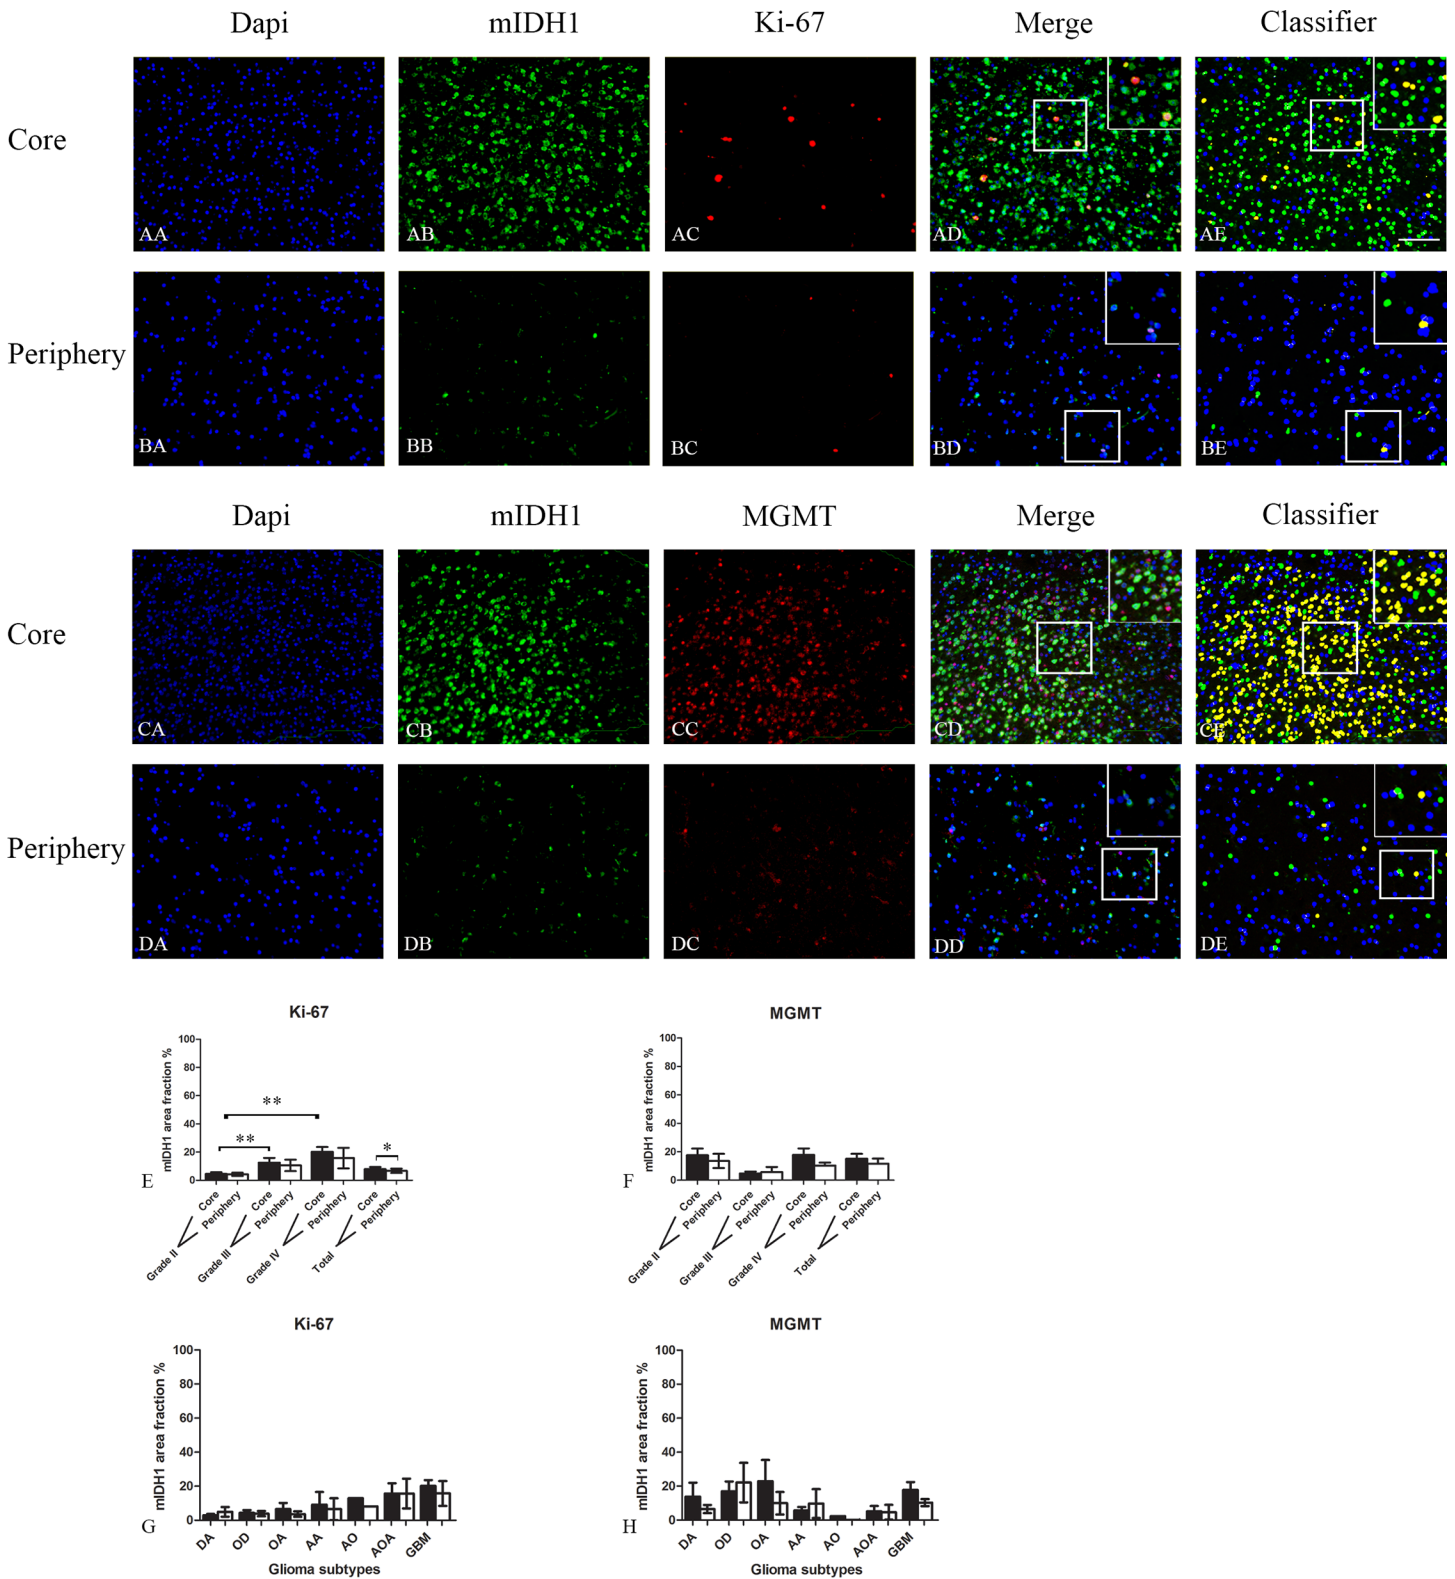 Dapi mIDH1 Ki-67 Merge Classifier
Core
AA AB AC AD AE
Periphery
BA BB BC BD BE
Dapi mIDH1 MGMT Merge Classifier
Core
CA CB CC CD CE
Periphery
DA DB DC DD DE
Ki-67
mIDH1 area fraction %
100
80
60
40
20
0
**
**
*
E
Core Periphery Core Periphery Core Periphery Core Periphery
Grade II Grade III Grade IV Total
MGMT
mIDH1 area fraction %
100
80
60
40
20
0
F
Core Periphery Core Periphery Core Periphery Core Periphery
Grade II Grade III Grade IV Total
Ki-67
mIDH1 area fraction %
100
80
60
40
20
0
G
DA OD OA AA AO AOA GBM
Glioma subtypes
MGMT
mIDH1 area fraction %
100
80
60
40
20
0
H
DA OD OA AA AO AOA GBM
Glioma subtypes